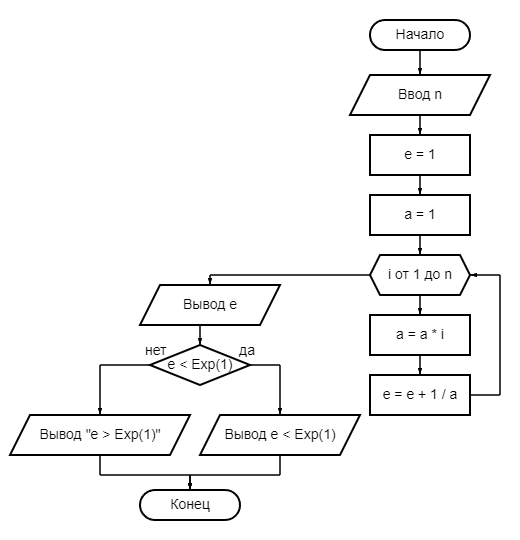 Начало
Ввод n
e = 1
a = 1
i от 1 до n
a = a * i
e = e + 1 / a
Вывод e
нет
да
e < Exp(1)
Вывод "e > Exp(1)"
Вывод e < Exp(1)
Конец